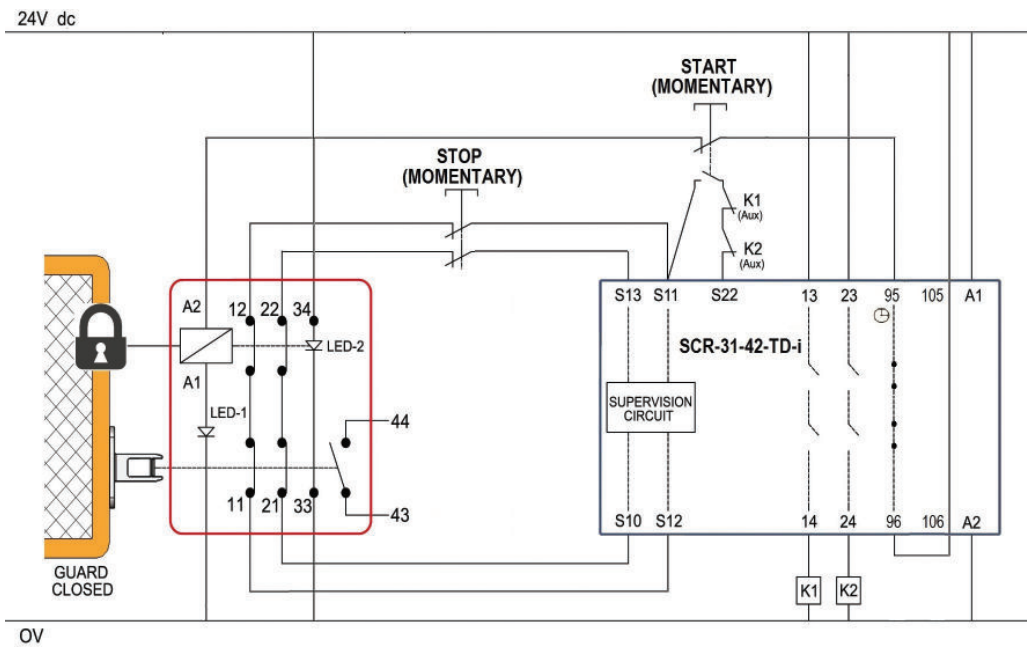 24V dc
START
(MOMENTARY)
STOP
(MOMENTARY)
K1
(Aux)
K2
(Aux)
A2
12
22
34
LED-2
A1
LED-1
44
11
21
33
43
GUARD
CLOSED
S13
S11
S22
13
23
95
105
A1
SCR-31-42-TD-i
SUPERVISION
CIRCUIT
S10
S12
14
24
96
106
A2
K1
K2
OV